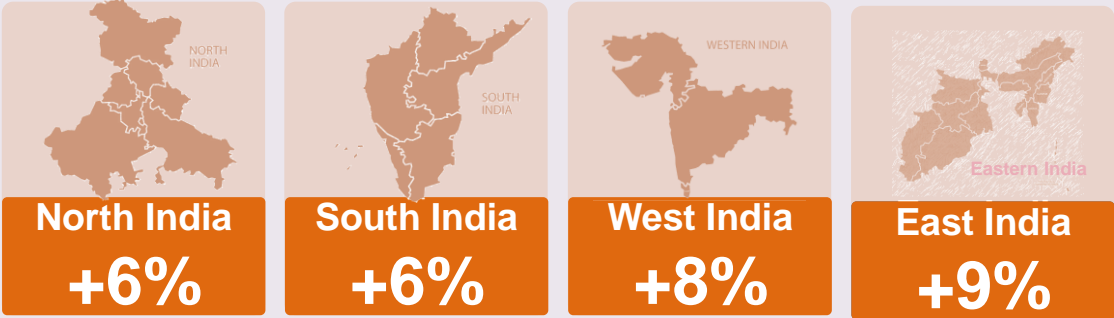 NORTH
INDIA
North India
+6%
SOUTH
INDIA
South India
+6%
WESTERN INDIA
West India
+8%
Eastern India
East India
+9%